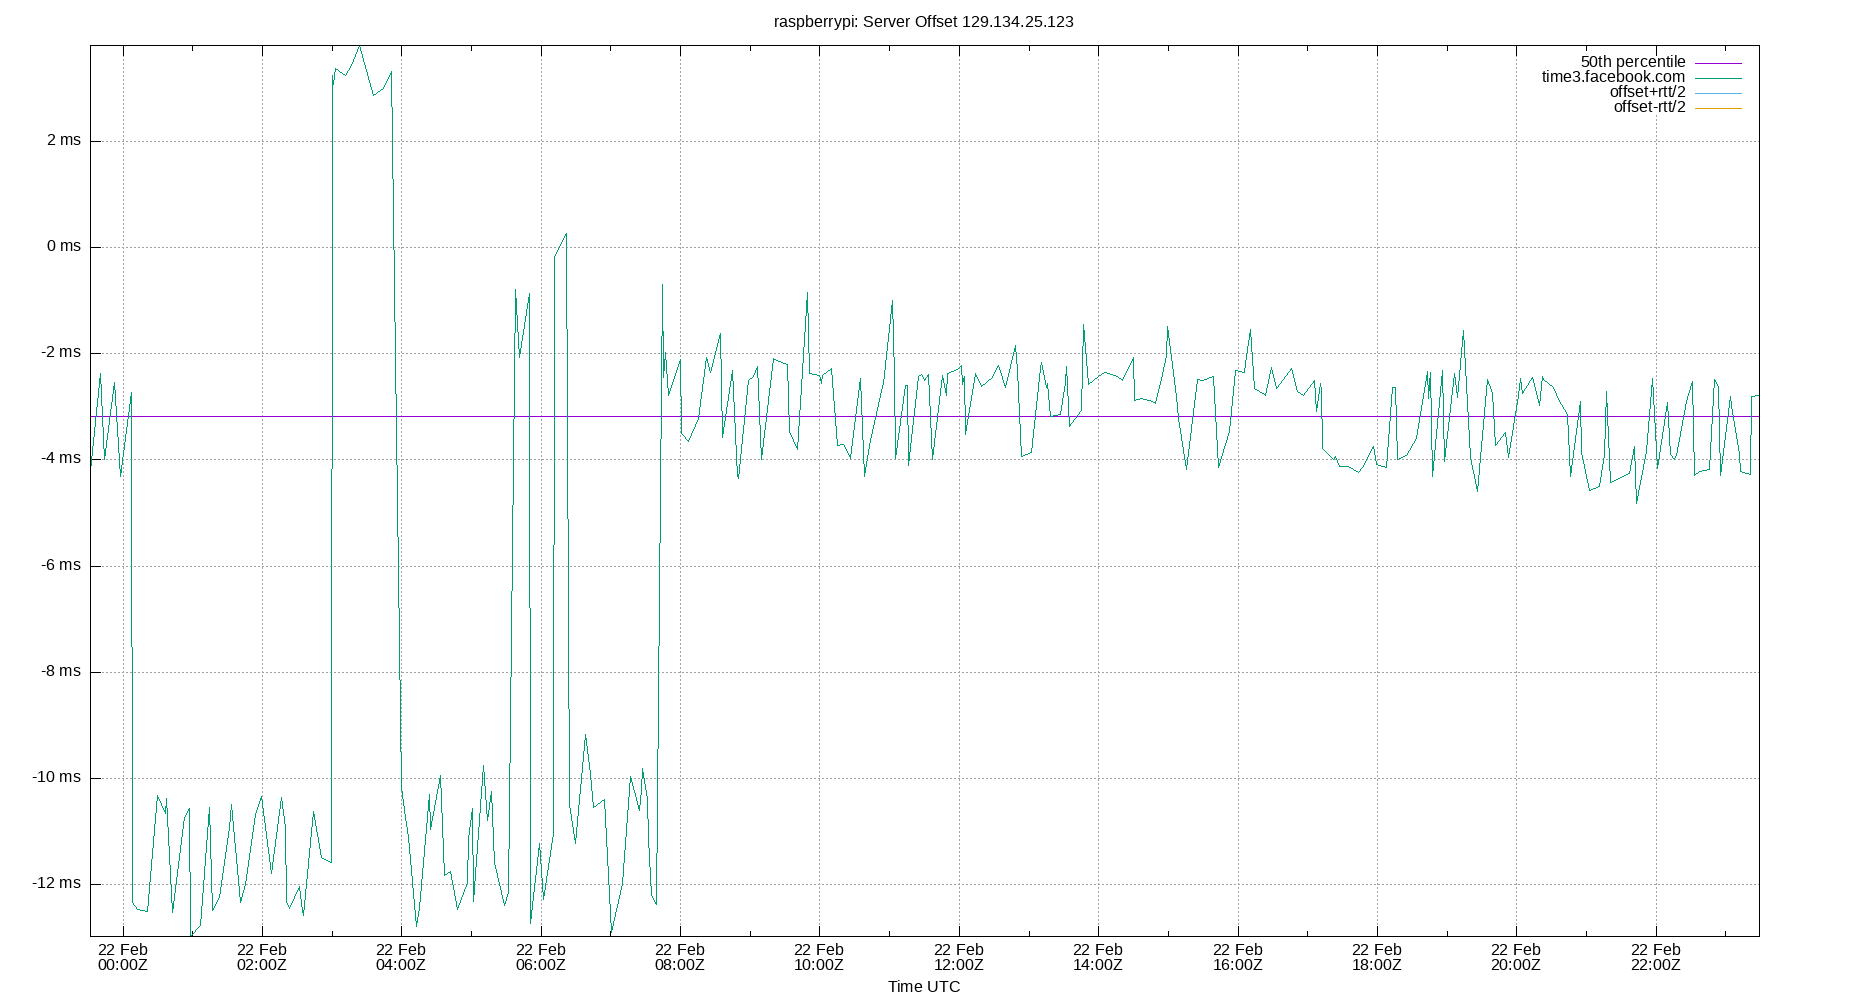 raspberrypi: Server Offset 129.134.25.123
50th percentile
time3.facebook.com
offset+rtt/2
offset-rtt/2
2 ms
0 ms
-2 ms
-4 ms
-6 ms
-8 ms
-10 ms
-12 ms
22 Feb 22 Feb 22 Feb 22 Feb 22 Feb 22 Feb 22 Feb 22 Feb 22 Feb 22 Feb 22 Feb 22 Feb
00:00Z 02:00Z 04:00Z 06:00Z 08:00Z 10:00Z 12:00Z 14:00Z 16:00Z 18:00Z 20:00Z 22:00Z
Time UTC